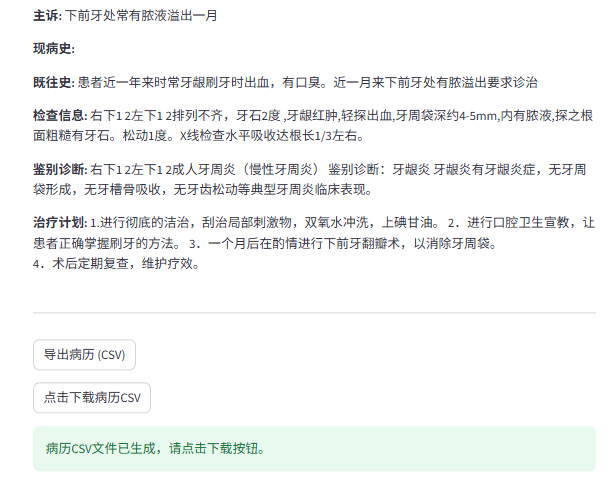 主诉: 下前牙处常有脓液溢出一月
现病史:
既往史: 患者近一年来时常牙龈刷牙时出血，有口臭。近一月来下前牙处有脓溢出要求诊治
检查信息: 右下1 2左下1 2排列不齐，牙石2度 ,牙龈红肿,轻探出血,牙周袋深约4-5mm,内有脓液,探之根
面粗糙有牙石。松动1度。X线检查水平吸收达根长1/3左右。
鉴别诊断: 右下1 2左下1 2成人牙周炎（慢性牙周炎） 鉴别诊断：牙龈炎 牙龈炎有牙龈炎症，无牙周
袋形成，无牙槽骨吸收，无牙齿松动等典型牙周炎临床表现。
治疗计划: 1.进行彻底的洁治，刮治局部刺激物，双氧水冲洗，上碘甘油。 2．进行口腔卫生宣教，让
患者正确掌握刷牙的方法。 3．一个月后在酌情进行下前牙翻瓣术，以消除牙周袋。
4．术后定期复查，维护疗效。
导出病历 (CSV)
点击下载病历CSV
病历CSV文件已生成，请点击下载按钮。